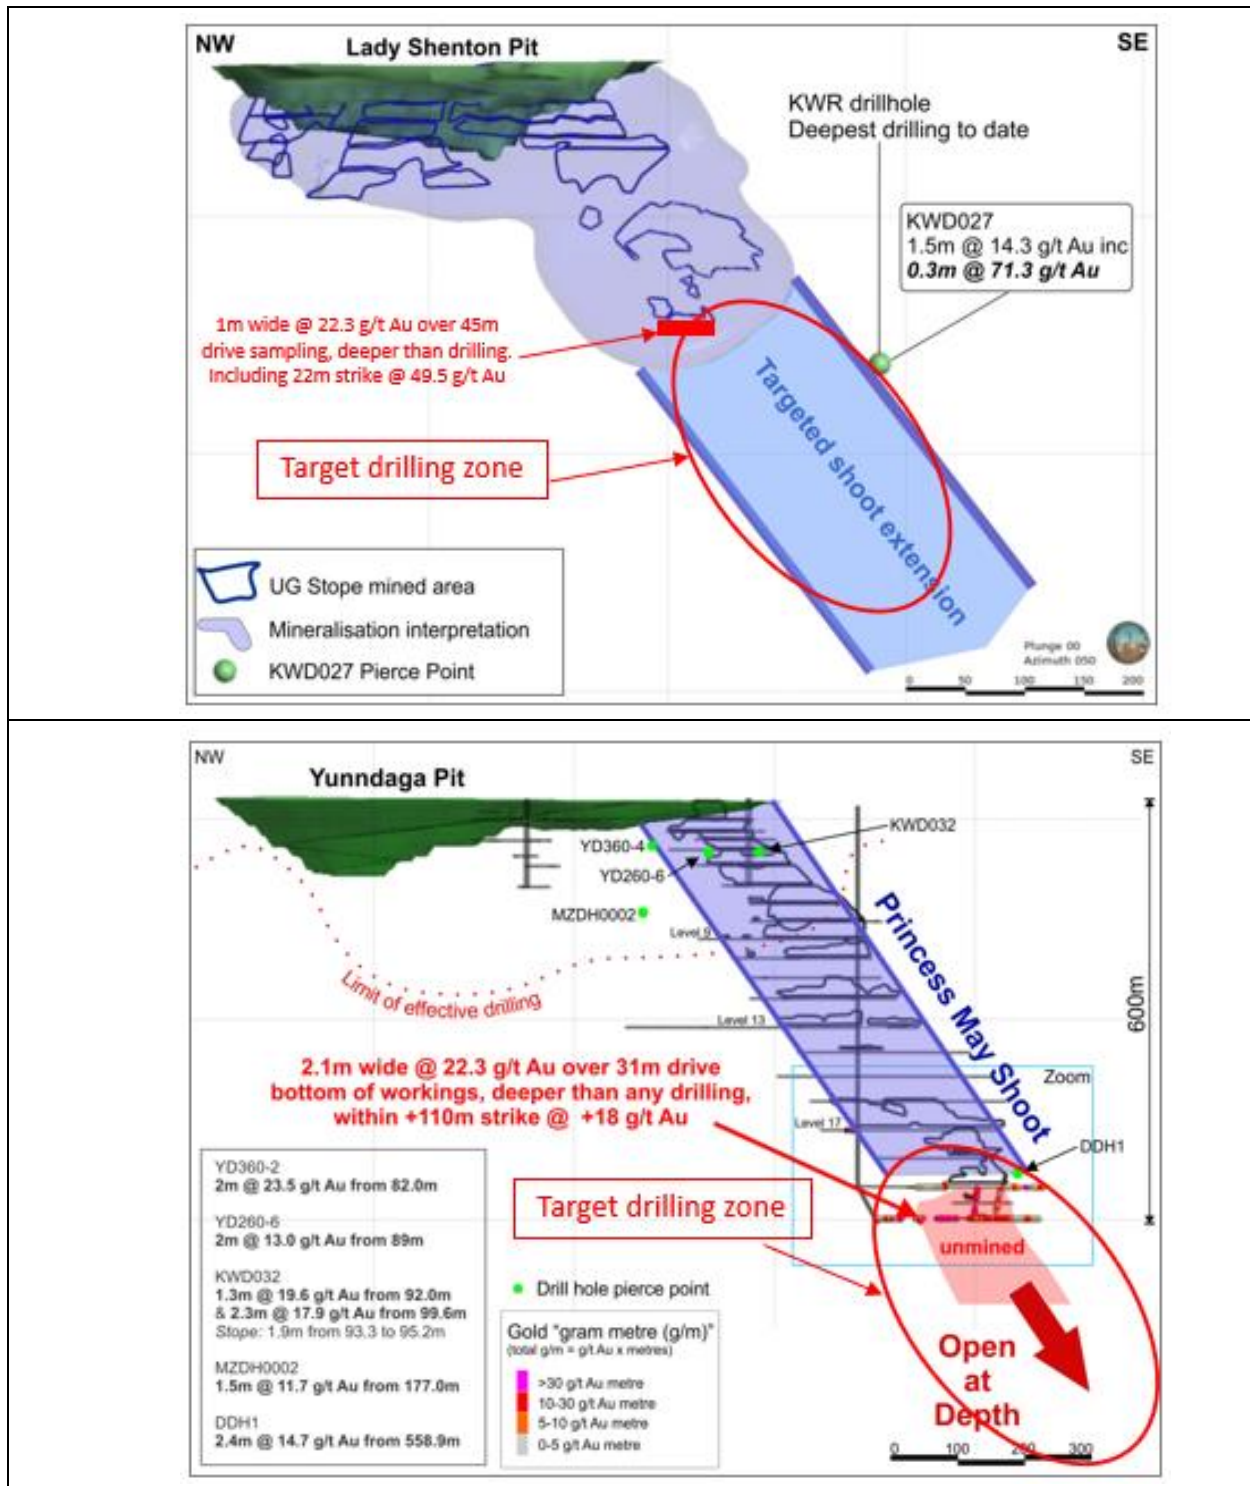 NW
Lady Shenton Pit
SE
KWR drillhole
Deepest drilling to date
KWD027
1.5m @ 14.3 g/t Au inc
0.3m @ 71.3 g/t Au
1m wide @ 22.3 g/t Au over 45m
drive sampling, deeper than drilling.
Including 22m strike @ 49.5 g/t Au
Target drilling zone
Targeted shoot extension
UG Stope mined area
Mineralisation interpretation
KWD027 Pierce Point
Plunge 00
Azimuth 050
0 50 100 150 200
NW
Yunndaga Pit
SE
YD360-4
KWD032
YD260-6
MZDH0002
Level 9
Limit of effective drilling
Level 13
Princess May Shoot
600m
2.1m wide @ 22.3 g/t Au over 31m drive
bottom of workings, deeper than any drilling,
within +110m strike @ +18 g/t Au
Zoom
Level 17
DDH1
YD360-2
2m @ 23.5 g/t Au from 82.0m
YD260-6
2m @ 13.0 g/t Au from 89m
KWD032
1.3m @ 19.6 g/t Au from 92.0m
& 2.3m @ 17.9 g/t Au from 99.6m
Stope: 1.9m from 93.3 to 95.2m
MZDH0002
1.5m @ 11.7 g/t Au from 177.0m
DDH1
2.4m @ 14.7 g/t Au from 558.9m
Target drilling zone
unmined
Drill hole pierce point
Gold "gram metre (g/m)"
(total g/m = g/t Au x metres)
>30 g/t Au metre
10-30 g/t Au metre
5-10 g/t Au metre
0-5 g/t Au metre
Open
at
Depth
0 100 200 300